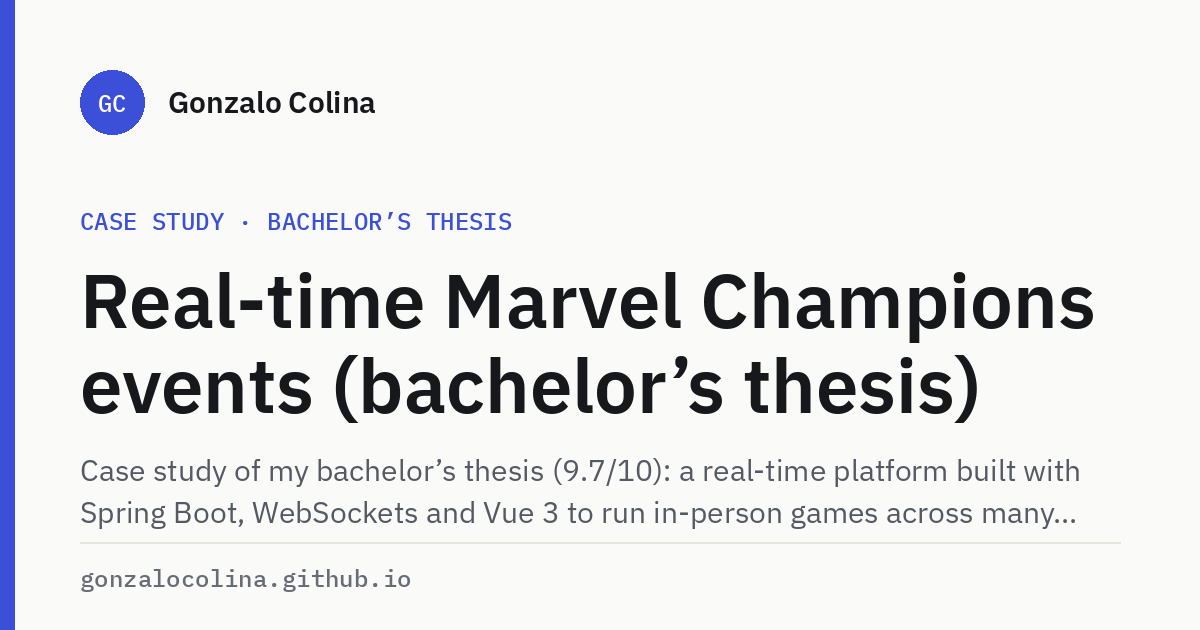 GC
Gonzalo Colina
CASE STUDY · BACHELOR’S THESIS
Real-time Marvel Champions
events (bachelor’s thesis)
Case study of my bachelor’s thesis (9.7/10): a real-time platform built with
Spring Boot, WebSockets and Vue 3 to run in-person games across many…
gonzalocolina.github.io